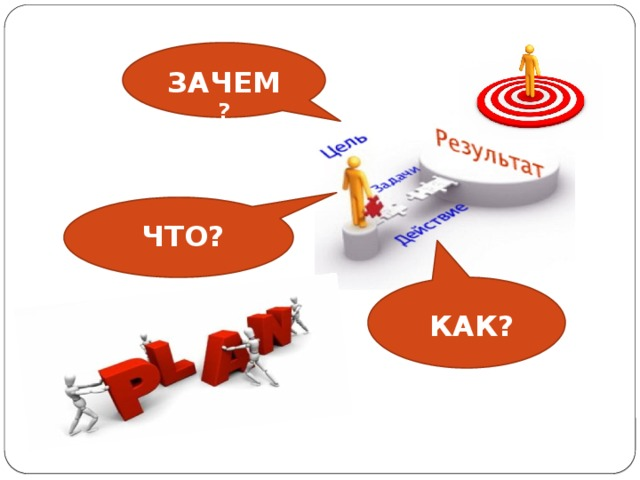 ЗАЧЕМ
?
Цель
Результат
Задачи
Действие
ЧТО?
КАК?
PLAN